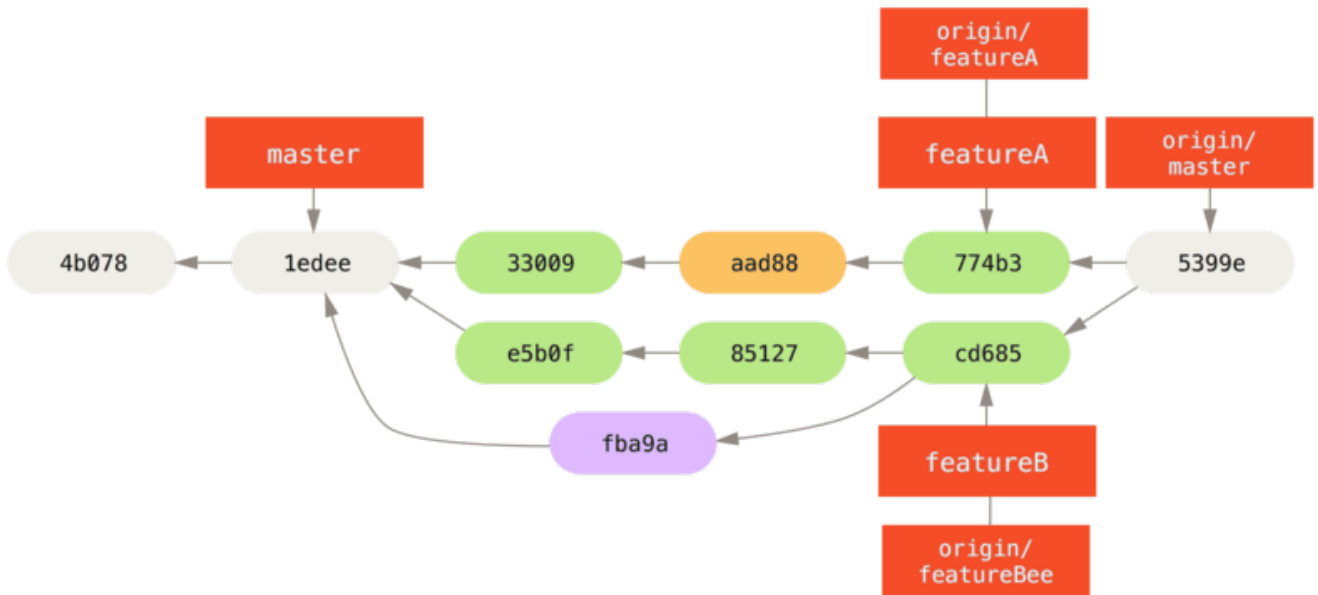 origin/
featureA
master
featureA
origin/
master
4b078
1edee
33009
aad88
774b3
5399e
e5b0f
85127
cd685
fba9a
featureB
origin/
featureBee